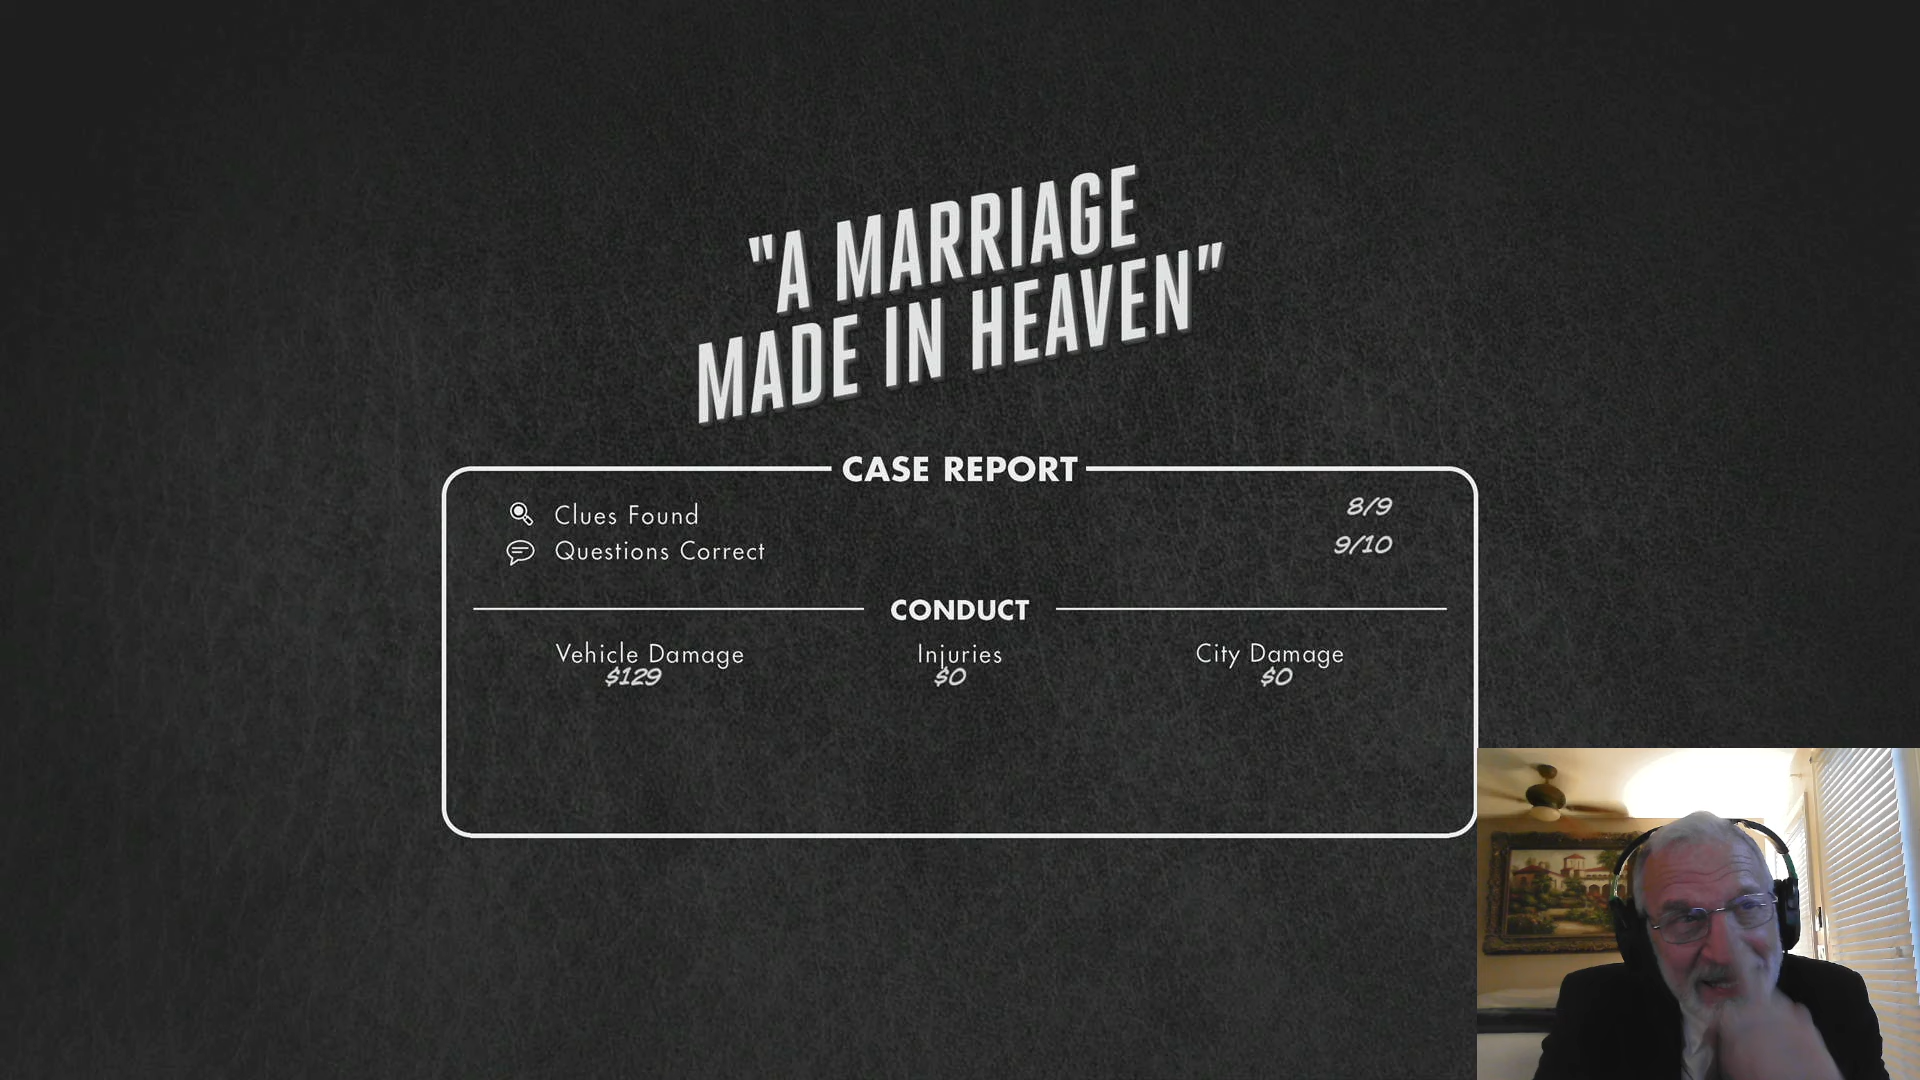 "A MARRIAGE
MADE IN HEAVEN"
CASE REPORT
Clues Found 8/9
Questions Correct 9/10
CONDUCT
Vehicle Damage Injuries City Damage
$129 $0 $0